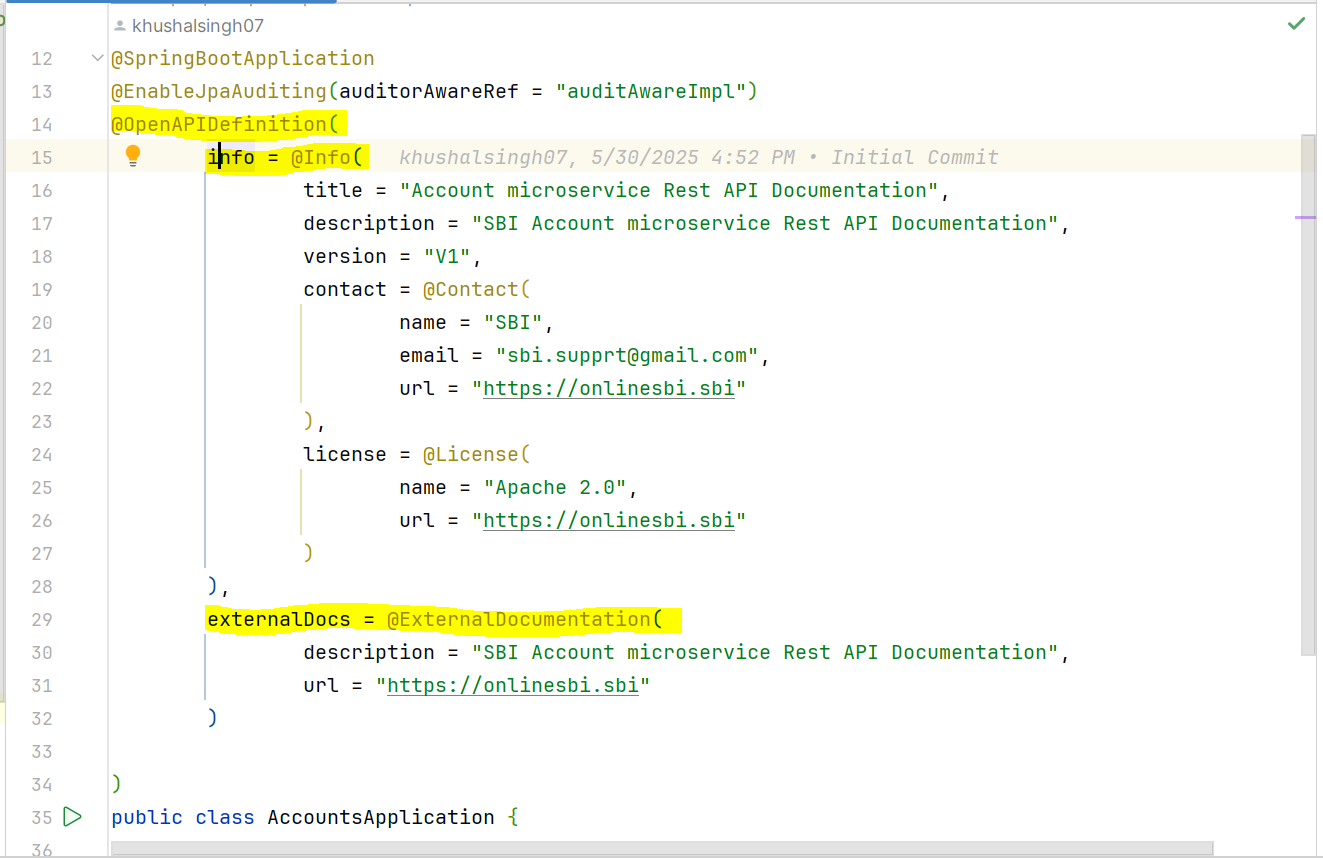 khushalsingh07
12 @SpringBootApplication
13 @EnableJpaAuditing(auditorAwareRef = "auditAwareImpl")
14 @OpenAPIDefinition(
15 info = @Info( khushalsingh07, 5/30/2025 4:52 PM • Initial Commit
16 title = "Account microservice Rest API Documentation",
17 description = "SBI Account microservice Rest API Documentation",
18 version = "V1",
19 contact = @Contact(
20 name = "SBI",
21 email = "sbi.supprt@gmail.com",
22 url = "https://onlinesbi.sbi"
23 ),
24 license = @License(
25 name = "Apache 2.0",
26 url = "https://onlinesbi.sbi"
27 )
28 ),
29 externalDocs = @ExternalDocumentation(
30 description = "SBI Account microservice Rest API Documentation",
31 url = "https://onlinesbi.sbi"
32 )
33
34 )
35 public class AccountsApplication {
36